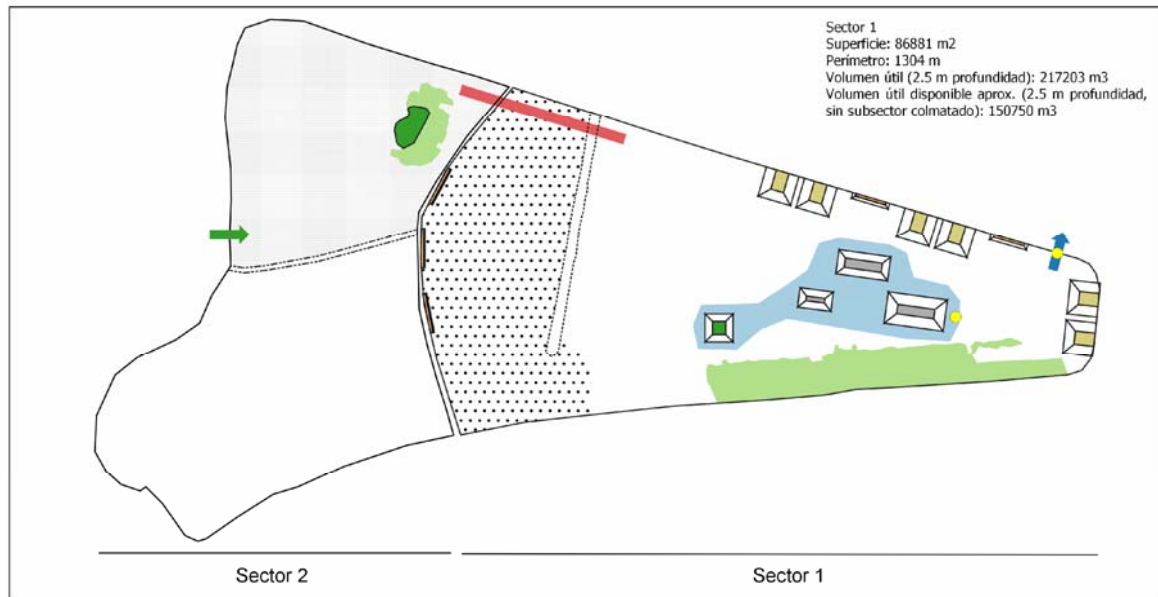 Sector 1
Superficie: 86881 m2
Perímetro: 1304 m
Volumen útil (2.5 m profundidad): 217203 m3
Volumen útil disponible aprox. (2.5 m profundidad,
sin subsector colmatado): 150750 m3
Sector 2
Sector 1